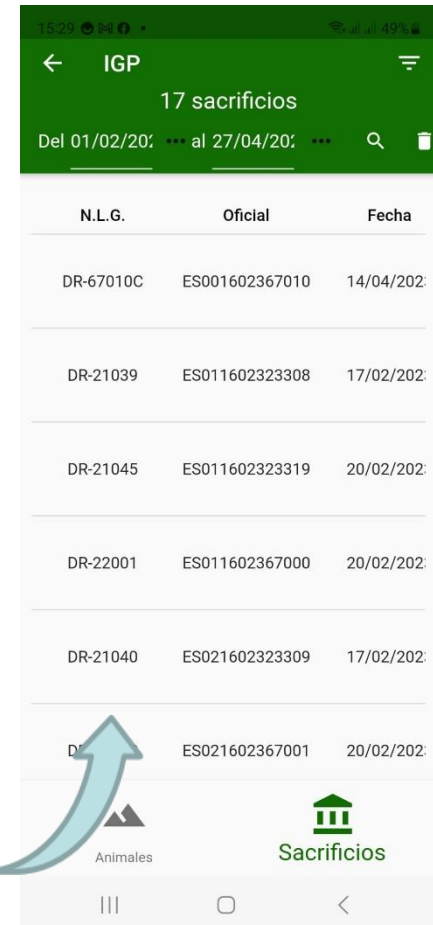 15:29 49%
IGP
17 sacrificios
Del 01/02/202 ••• al 27/04/202 •••
N.L.G. Oficial Fecha
DR-67010C ES001602367010 14/04/202
DR-21039 ES011602323308 17/02/202
DR-21045 ES011602323319 20/02/202
DR-22001 ES011602367000 20/02/202
DR-21040 ES021602323309 17/02/202
ES021602367001 20/02/202
Animales Sacrificios